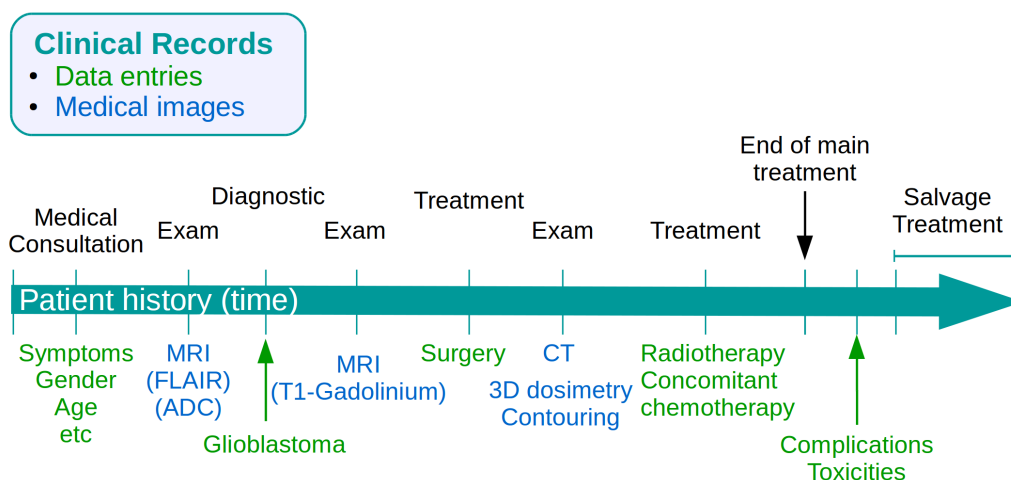 Clinical Records
• Data entries
• Medical images
End of main
treatment
Diagnostic
Treatment
Salvage
Treatment
Medical
Consultation
Exam
Exam
Exam
Treatment
Patient history (time)
Symptoms
Gender
Age
etc
MRI
(FLAIR)
(ADC)
Glioblastoma
MRI
(T1-Gadolinium)
Surgery
CT
3D dosimetry
Contouring
Radiotherapy
Concomitant
chemotherapy
Complications
Toxicities